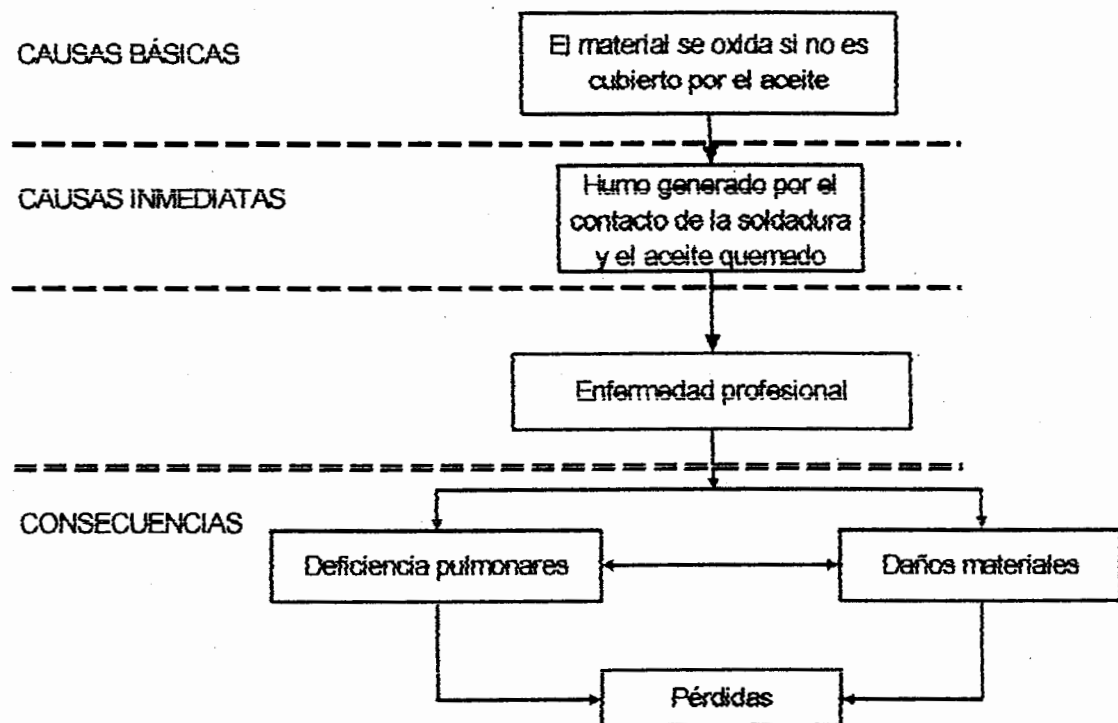 CAUSAS BÁSICAS
El material se oxida si no es
cubierto por el aceite
CAUSAS INMEDIATAS
Humo generado por el
contacto de la soldadura
y el aceite quemado
Enfermedad profesional
CONSECUENCIAS
Deficiencia pulmonares
Daños materiales
Pérdidas